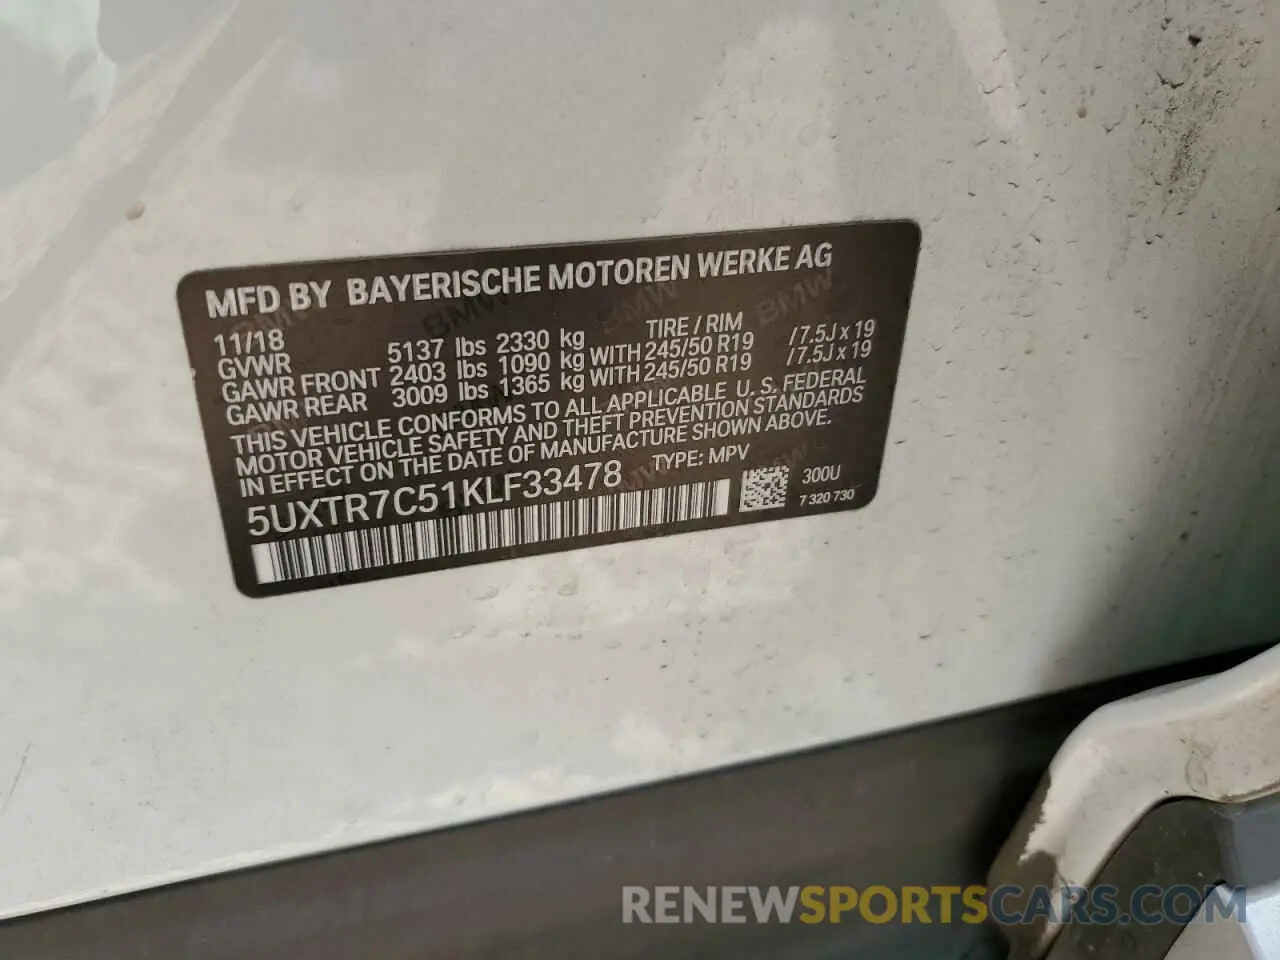 MFD BY BAYERISCHE MOTOREN WERKE AG
11/18 TIRE / RIM
GVWR 5137 lbs 2330 kg
GAWR FRONT 2403 lbs 1090 kg WITH 245/50 R19 /7.5J x 19
GAWR REAR 3009 lbs 1365 kg WITH 245/50 R19 /7.5J x 19
THIS VEHICLE CONFORMS TO ALL APPLICABLE U. S. FEDERAL
MOTOR VEHICLE SAFETY AND THEFT PREVENTION STANDARDS
IN EFFECT ON THE DATE OF MANUFACTURE SHOWN ABOVE.
5UXTR7C51KLF33478 TYPE: MPV
300U
7 320 730
RENEWSPORTSCARS.COM